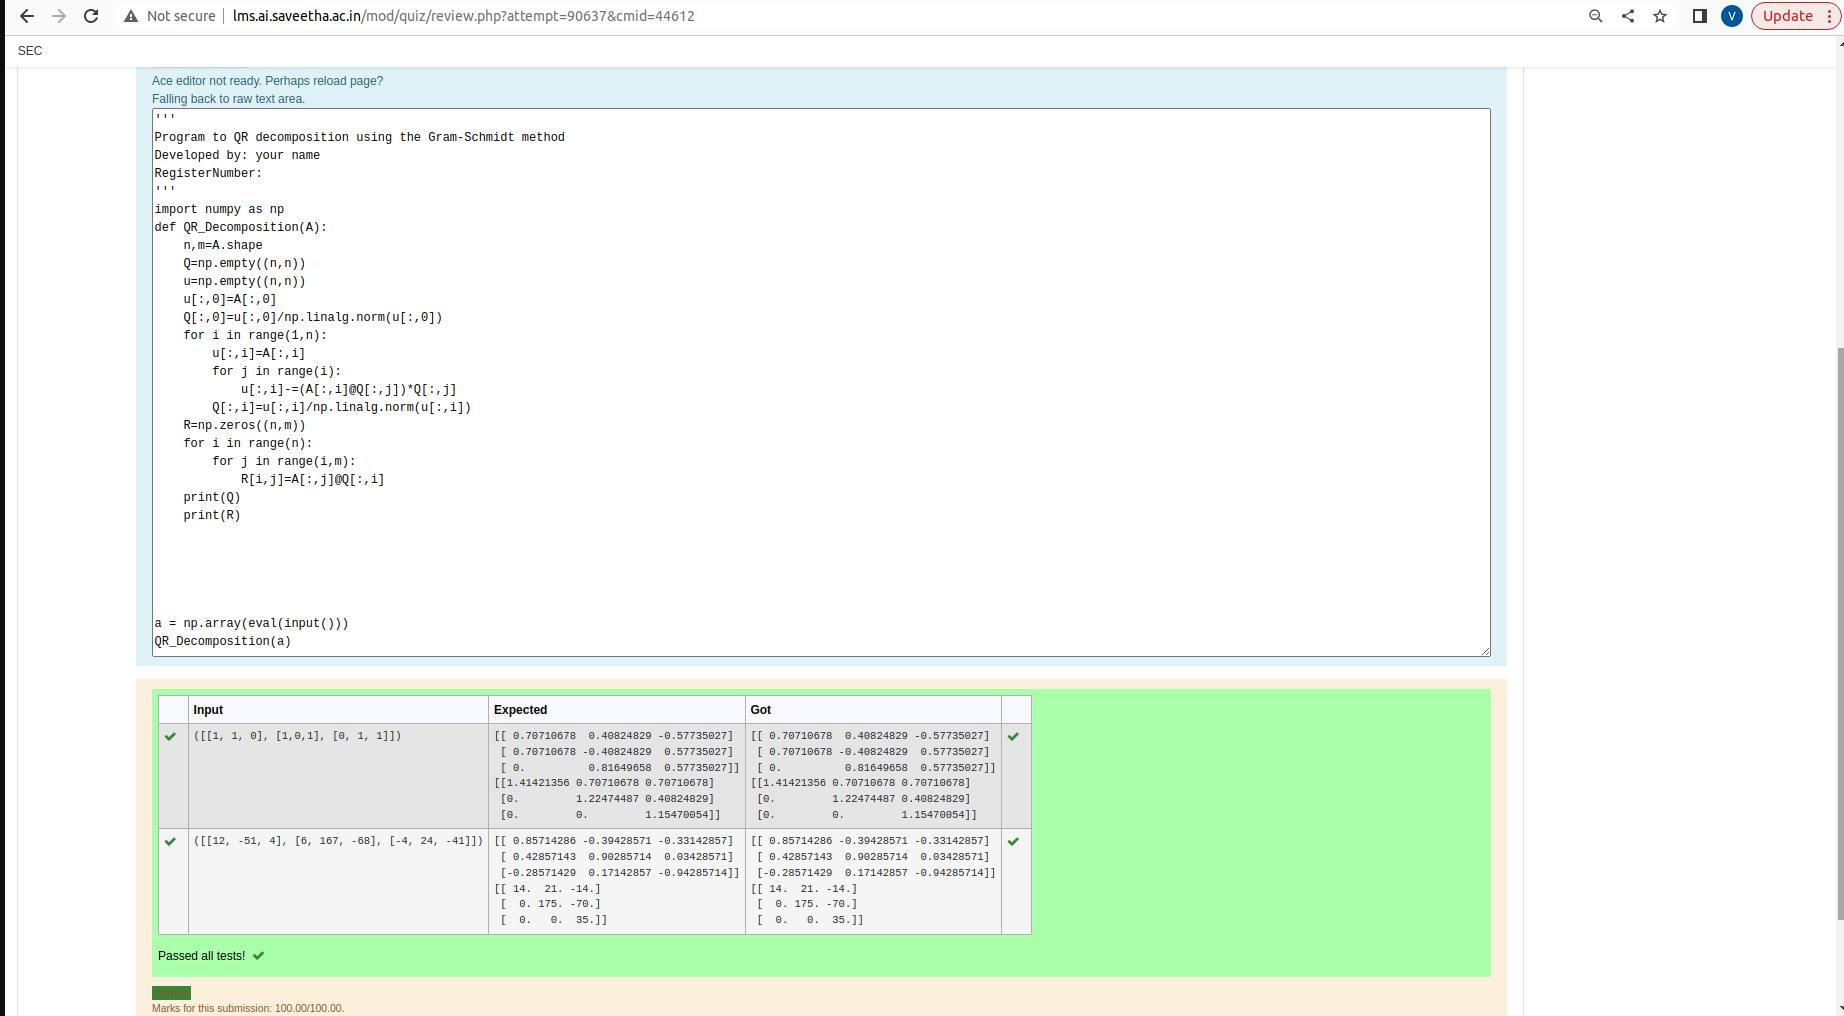 Not secure
lms.ai.saveetha.ac.in/mod/quiz/review.php?attempt=90637&cmid=44612
V
Update
SEC
Ace editor not ready. Perhaps reload page?
Falling back to raw text area.
'''
Program to QR decomposition using the Gram-Schmidt method
Developed by: your name
RegisterNumber:
'''
import numpy as np
def QR_Decomposition(A):
    n,m=A.shape
    Q=np.empty((n,n))
    u=np.empty((n,n))
    u[:,0]=A[:,0]
    Q[:,0]=u[:,0]/np.linalg.norm(u[:,0])
    for i in range(1,n):
        u[:,i]=A[:,i]
        for j in range(i):
            u[:,i]-=(A[:,i]@Q[:,j])*Q[:,j]
        Q[:,i]=u[:,i]/np.linalg.norm(u[:,i])
    R=np.zeros((n,m))
    for i in range(n):
        for j in range(i,m):
            R[i,j]=A[:,j]@Q[:,i]
    print(Q)
    print(R)
a = np.array(eval(input()))
QR_Decomposition(a)
Input Expected Got
([[1, 1, 0], [1,0,1], [0, 1, 1]])
[[ 0.70710678  0.40824829 -0.57735027]
 [ 0.70710678 -0.40824829  0.57735027]
 [ 0.          0.81649658  0.57735027]]
[[1.41421356 0.70710678 0.70710678]
 [0.         1.22474487 0.40824829]
 [0.         0.         1.15470054]]
[[ 0.70710678  0.40824829 -0.57735027]
 [ 0.70710678 -0.40824829  0.57735027]
 [ 0.          0.81649658  0.57735027]]
[[1.41421356 0.70710678 0.70710678]
 [0.         1.22474487 0.40824829]
 [0.         0.         1.15470054]]
([[12, -51, 4], [6, 167, -68], [-4, 24, -41]])
[[ 0.85714286 -0.39428571 -0.33142857]
 [ 0.42857143  0.90285714  0.03428571]
 [-0.28571429  0.17142857 -0.94285714]]
[[ 14.  21. -14.]
 [  0. 175. -70.]
 [  0.   0.  35.]]
[[ 0.85714286 -0.39428571 -0.33142857]
 [ 0.42857143  0.90285714  0.03428571]
 [-0.28571429  0.17142857 -0.94285714]]
[[ 14.  21. -14.]
 [  0. 175. -70.]
 [  0.   0.  35.]]
Passed all tests!
Marks for this submission: 100.00/100.00.